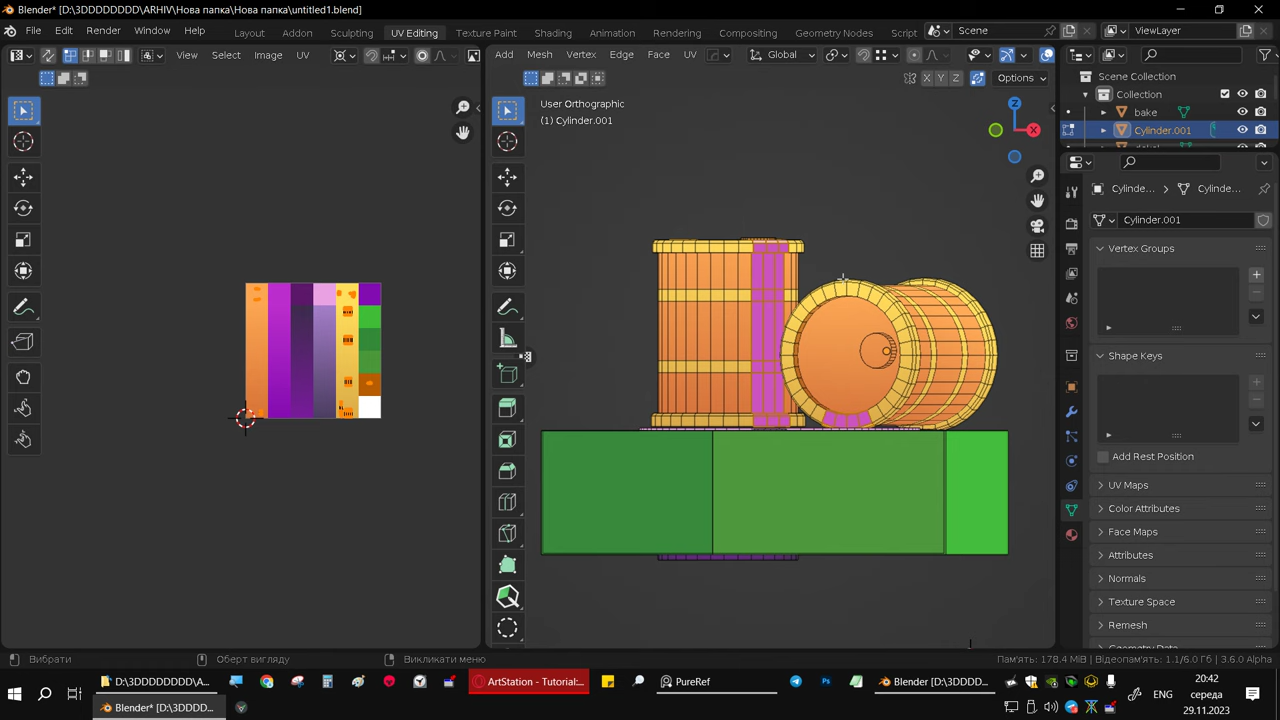 Blender* [D:\3DDDDDDDD\ARHIV\Нова папка\Нова папка\untitled1.blend]
File Edit Render Window Help Layout Addon Sculpting UV Editing Texture Paint Shading Animation Rendering Compositing Geometry Nodes Script Scene ViewLayer
View Select Image UV Add Mesh Vertex Edge Face UV Global
X Y Z Options
User Orthographic
(1) Cylinder.001
Z
X
Scene Collection
Collection
bake
Cylinder.001
Cylinde... Cylinde...
Cylinder.001
Vertex Groups
Shape Keys
Add Rest Position
UV Maps
Color Attributes
Face Maps
Attributes
Normals
Texture Space
Remesh
Вибрати Оберт вигляду Викликати меню Пам'ять: 178.4 MiB | Відеопам'ять: 1.1/6.0 Гб | 3.6.0 Alpha
D:\3DDDDDDDD\A... ArtStation - Tutorial:... PureRef Blender [D:\3DDDD...
Blender* [D:\3DDDD... ENG
20:42
середа
29.11.2023